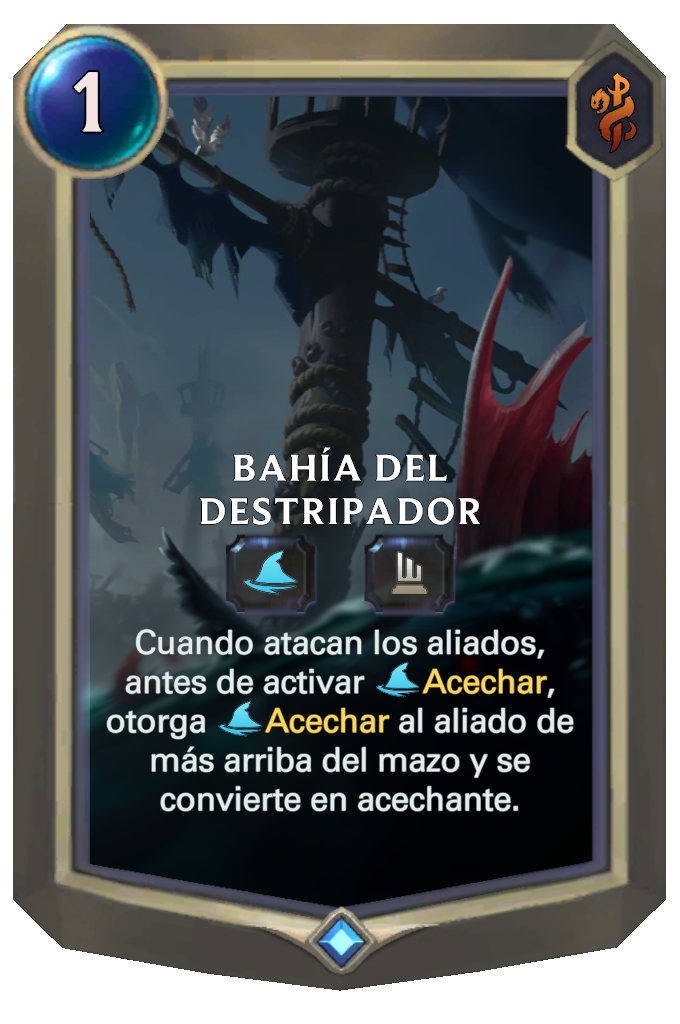 1
BAHÍA DEL
DESTRIPADOR
Cuando atacan los aliados,
antes de activar Acechar,
otorga Acechar al aliado de
más arriba del mazo y se
convierte en acechante.